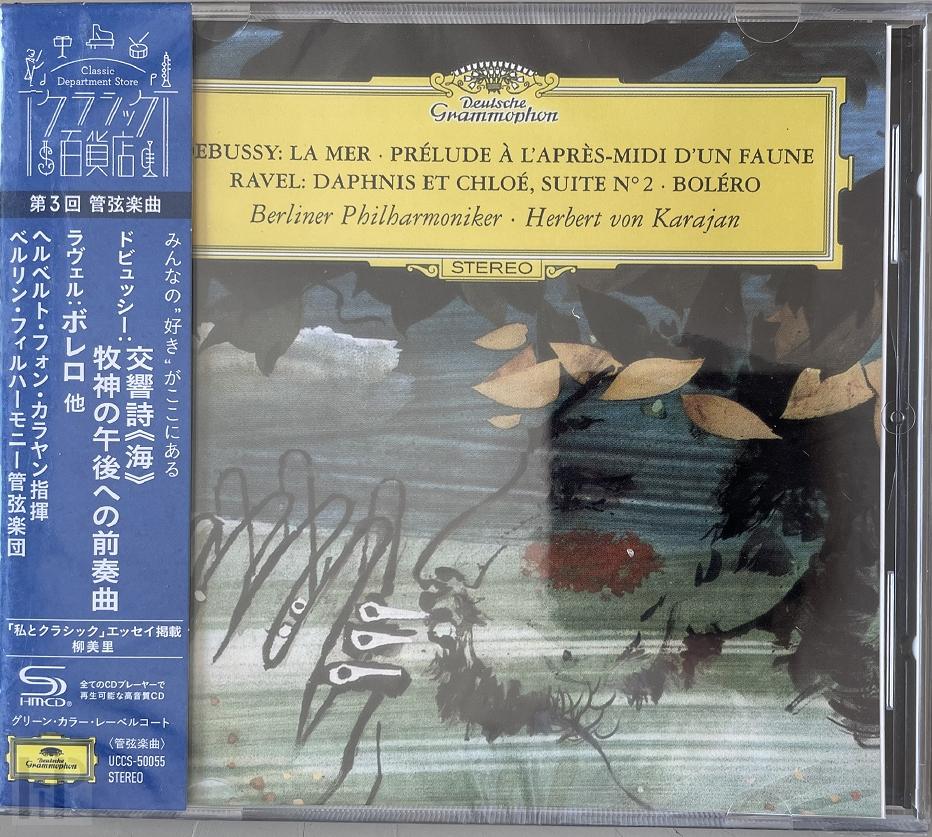 Classic
Department Store
クラシック
百貨店
第3回 管弦楽曲
みんなの"好き"がここにある
ドビュッシー:交響詩《海》
牧神の午後への前奏曲
ラヴェル:ボレロ 他
ヘルベルト・フォン・カラヤン指揮
ベルリン・フィルハーモニー管弦楽団
「私とクラシック」エッセイ掲載
柳美里
SHM-CD®
全てのCDプレーヤーで
再生可能な高音質CD
グリーン・カラー・レーベルコート
Deutsche
Grammophon
〈管弦楽曲〉
UCCS-50055
STEREO
Deutsche
Grammophon
EBUSSY: LA MER · PRÉLUDE À L'APRÈS-MIDI D'UN FAUNE
RAVEL: DAPHNIS ET CHLOÉ, SUITE N° 2 · BOLÉRO
Berliner Philharmoniker · Herbert von Karajan
STEREO